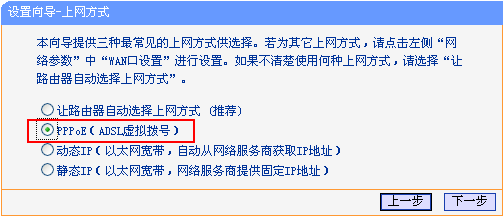 设置向导-上网方式
本向导提供三种最常见的上网方式供选择。若为其它上网方式，请点击左侧“网
络参数”中“WAN口设置”进行设置。如果不清楚使用何种上网方式，请选择“让
路由器自动选择上网方式”。
让路由器自动选择上网方式（推荐）
PPPoE（ADSL虚拟拨号）
动态IP（以太网宽带，自动从网络服务商获取IP地址）
静态IP（以太网宽带，网络服务商提供固定IP地址）
上一步 下一步